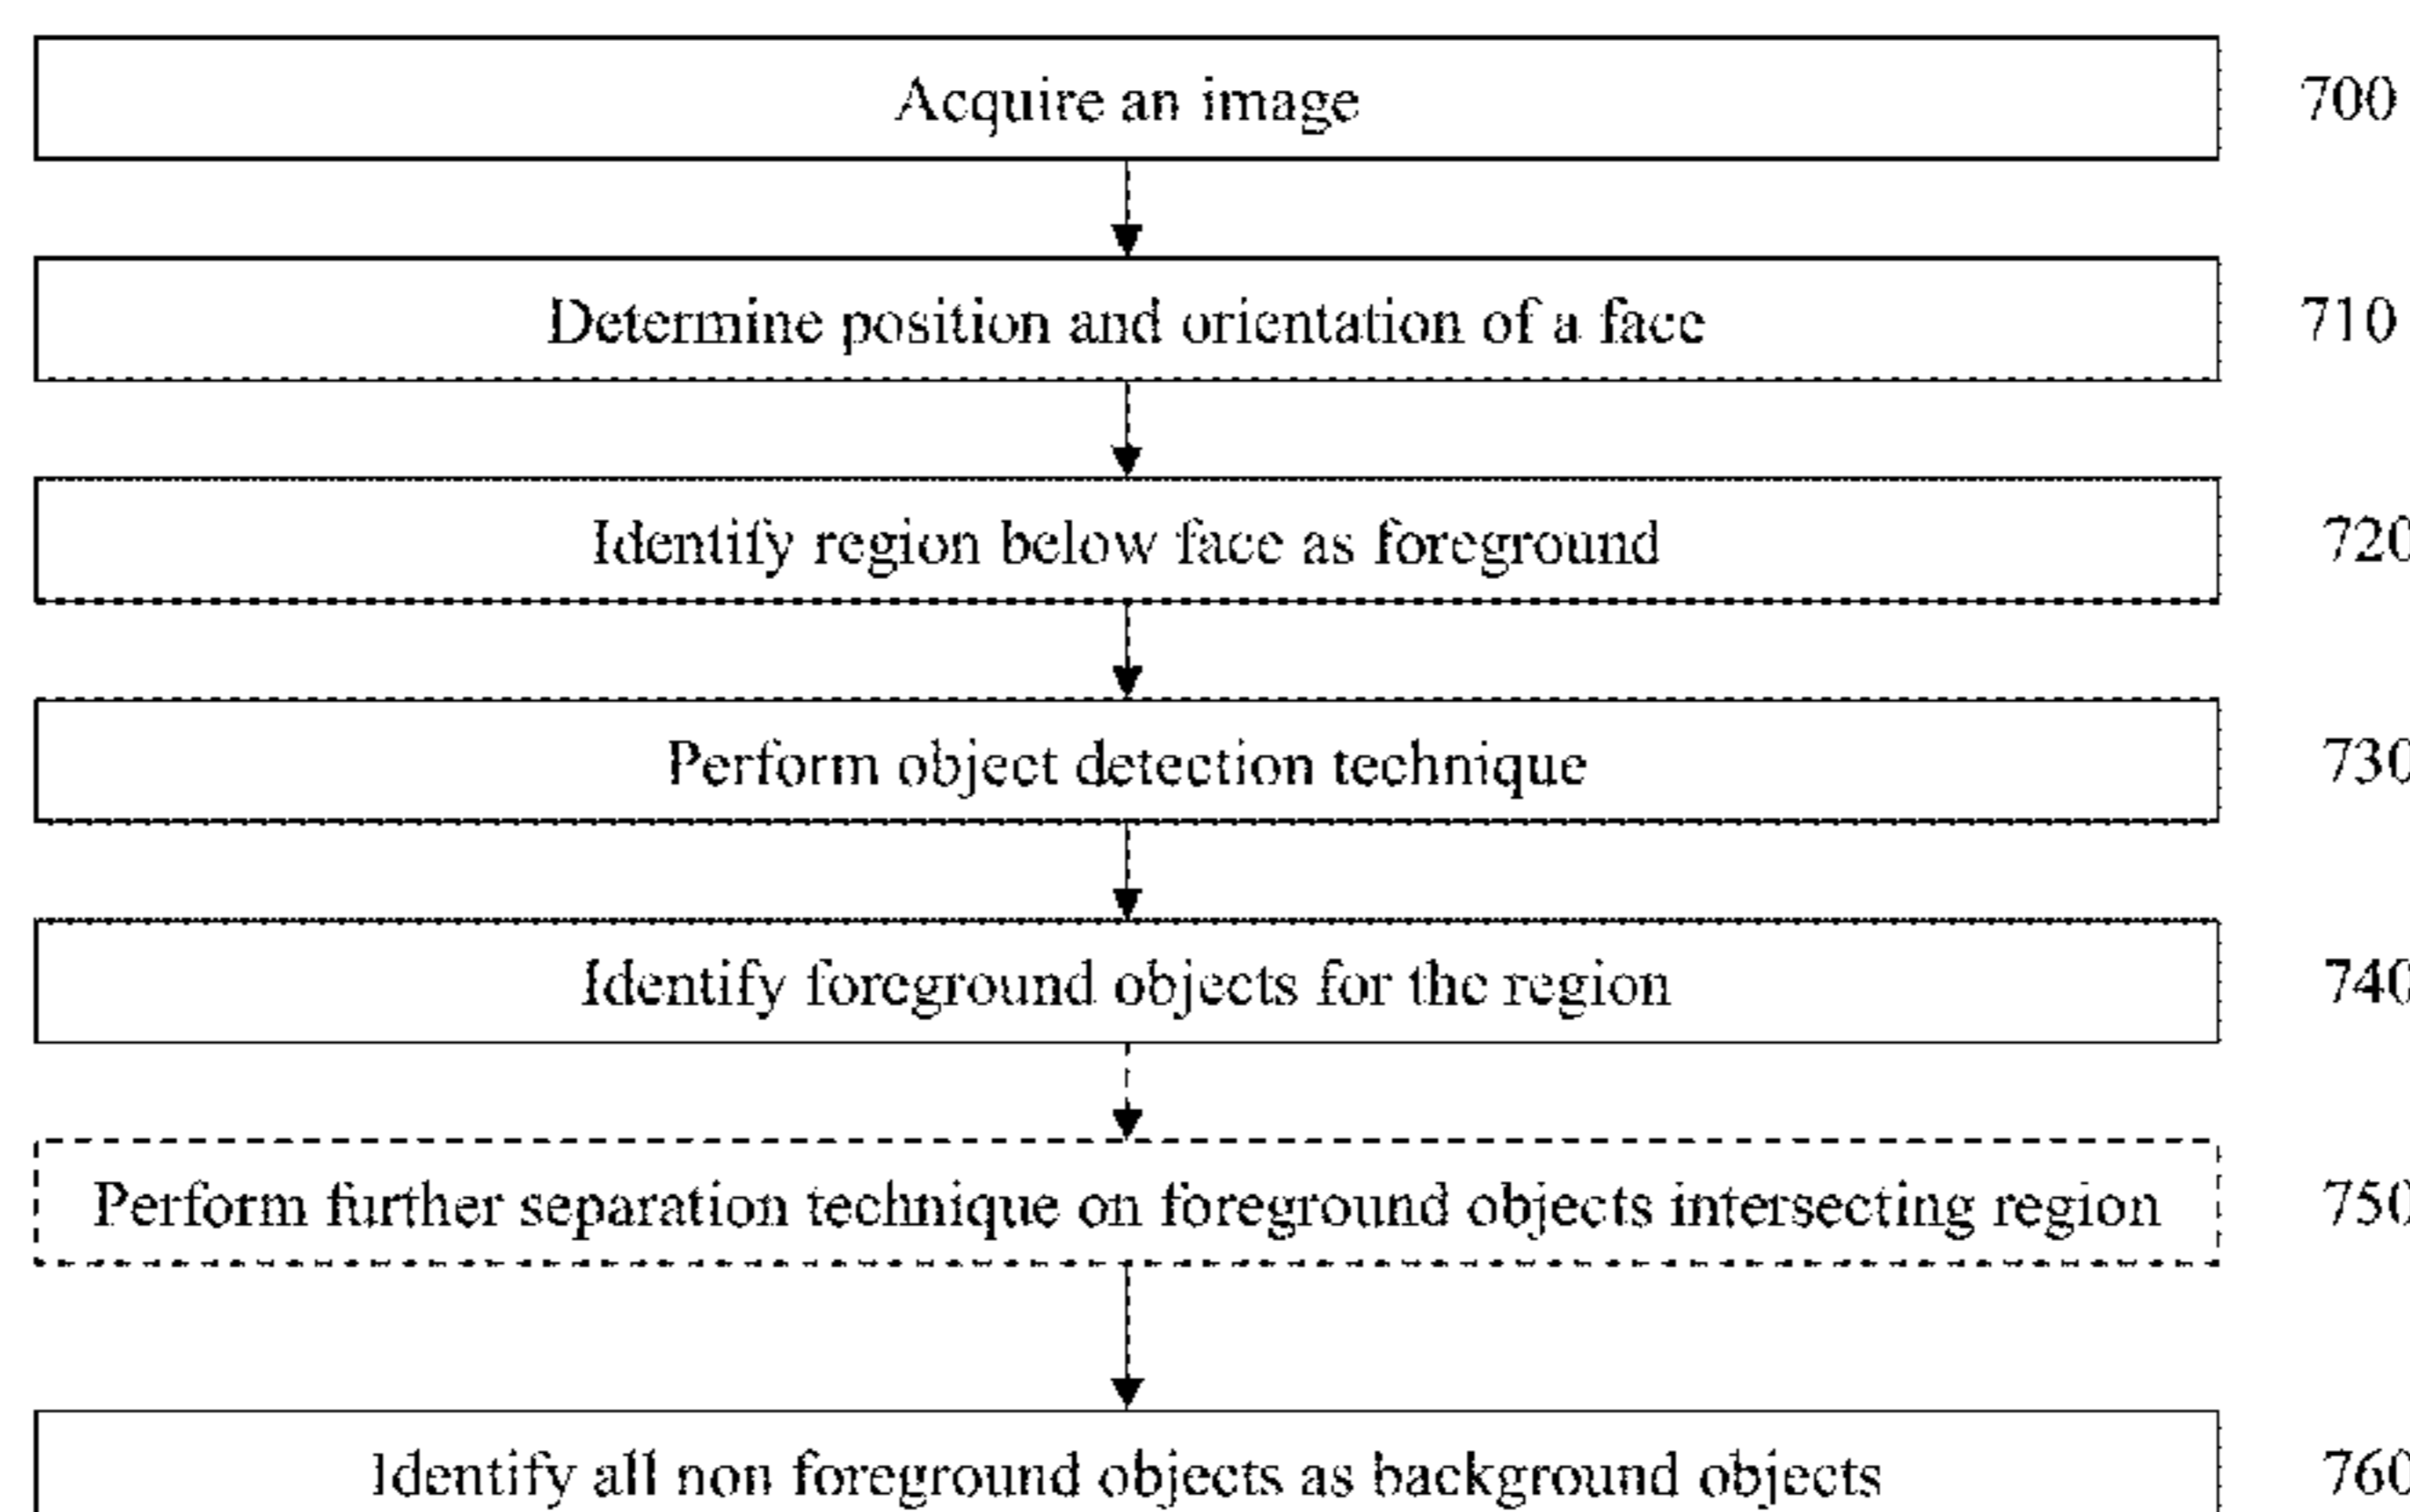 Acquire an image 700
Determine position and orientation of a face 710
Identify region below face as foreground 720
Perform object detection technique 730
Identify foreground objects for the region 740
Perform further separation technique on foreground objects intersecting region 750
Identify all non foreground objects as background objects 760